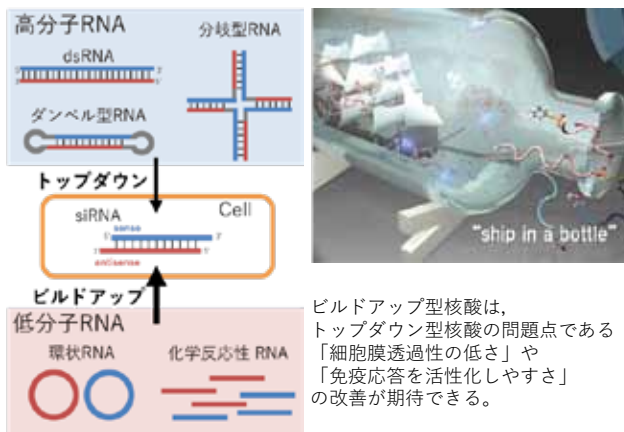 高分子RNA
分岐型RNA
dsRNA
3'
5'
ダンベル型RNA
トップダウン
Cell
siRNA
sense
5'
3'
3'
5'
antisense
ビルドアップ
低分子RNA
環状RNA
化学反応性 RNA
"ship in a bottle"
ビルドアップ型核酸は,
トップダウン型核酸の問題点である
「細胞膜透過性の低さ」や
「免疫応答を活性化しやすさ」
の改善が期待できる。